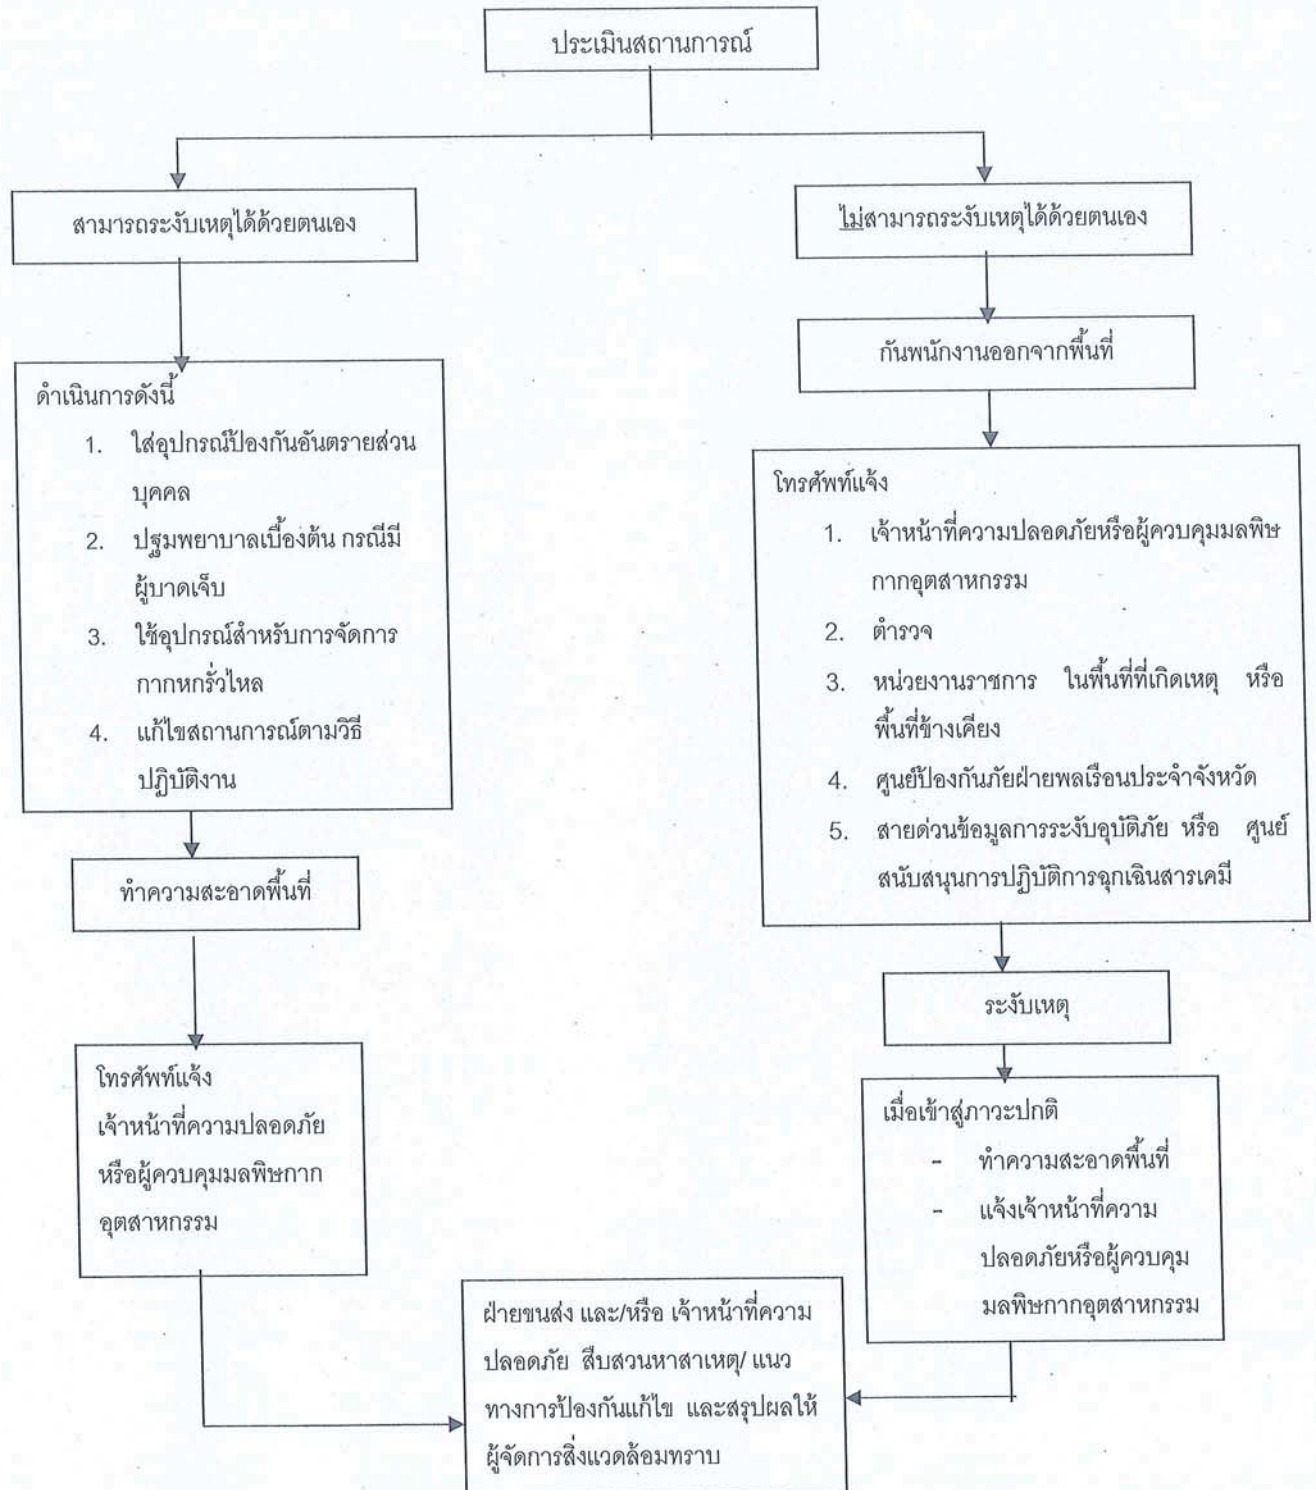 ประเมินสถานการณ์
สามารถระงับเหตุได้ด้วยตนเอง
ไม่สามารถระงับเหตุได้ด้วยตนเอง
กันพนักงานออกจากพื้นที่
ดำเนินการดังนี้
1. ใส่อุปกรณ์ป้องกันอันตรายส่วน
บุคคล
2. ปฐมพยาบาลเบื้องต้น กรณีมี
ผู้บาดเจ็บ
3. ใช้อุปกรณ์สำหรับการจัดการ
กากหกรั่วไหล
4. แก้ไขสถานการณ์ตามวิธี
ปฏิบัติงาน
ทำความสะอาดพื้นที่
โทรศัพท์แจ้ง
เจ้าหน้าที่ความปลอดภัย
หรือผู้ควบคุมมลพิษกาก
อุตสาหกรรม
โทรศัพท์แจ้ง
1. เจ้าหน้าที่ความปลอดภัยหรือผู้ควบคุมมลพิษ
กากอุตสาหกรรม
2. ตำรวจ
3. หน่วยงานราชการ ในพื้นที่ที่เกิดเหตุ หรือ
พื้นที่ข้างเคียง
4. ศูนย์ป้องกันภัยฝ่ายพลเรือนประจำจังหวัด
5. สายด่วนข้อมูลการระงับอุบัติภัย หรือ ศูนย์
สนับสนุนการปฏิบัติการฉุกเฉินสารเคมี
ระงับเหตุ
เมื่อเข้าสู่ภาวะปกติ
- ทำความสะอาดพื้นที่
- แจ้งเจ้าหน้าที่ความ
ปลอดภัยหรือผู้ควบคุม
มลพิษกากอุตสาหกรรม
ฝ่ายขนส่ง และ/หรือ เจ้าหน้าที่ความ
ปลอดภัย สืบสวนหาสาเหตุ/ แนว
ทางการป้องกันแก้ไข และสรุปผลให้
ผู้จัดการสิ่งแวดล้อมทราบ